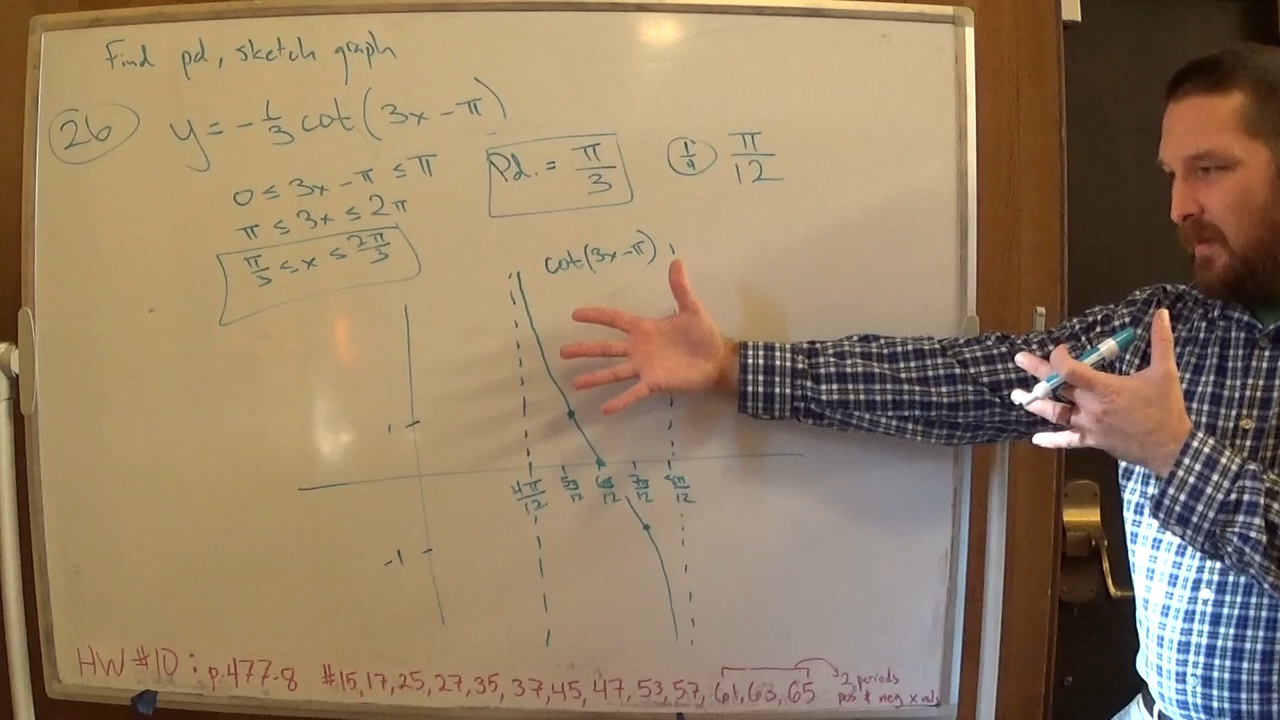 Find pd, sketch graph
26 y = -1/3 cot(3x - π)
0 ≤ 3x - π ≤ π
π ≤ 3x ≤ 2π
π/3 ≤ x ≤ 2π/3
Pd. = π/3
1/4 π/12
cot(3x - π)
1
4π/12 5π/12 6π/12 7π/12 8π/12
-1
HW #10: p.477-8 #15,17,25,27,35,37,45,47,53,57,61,63,65
2 periods
pos & neg x vals